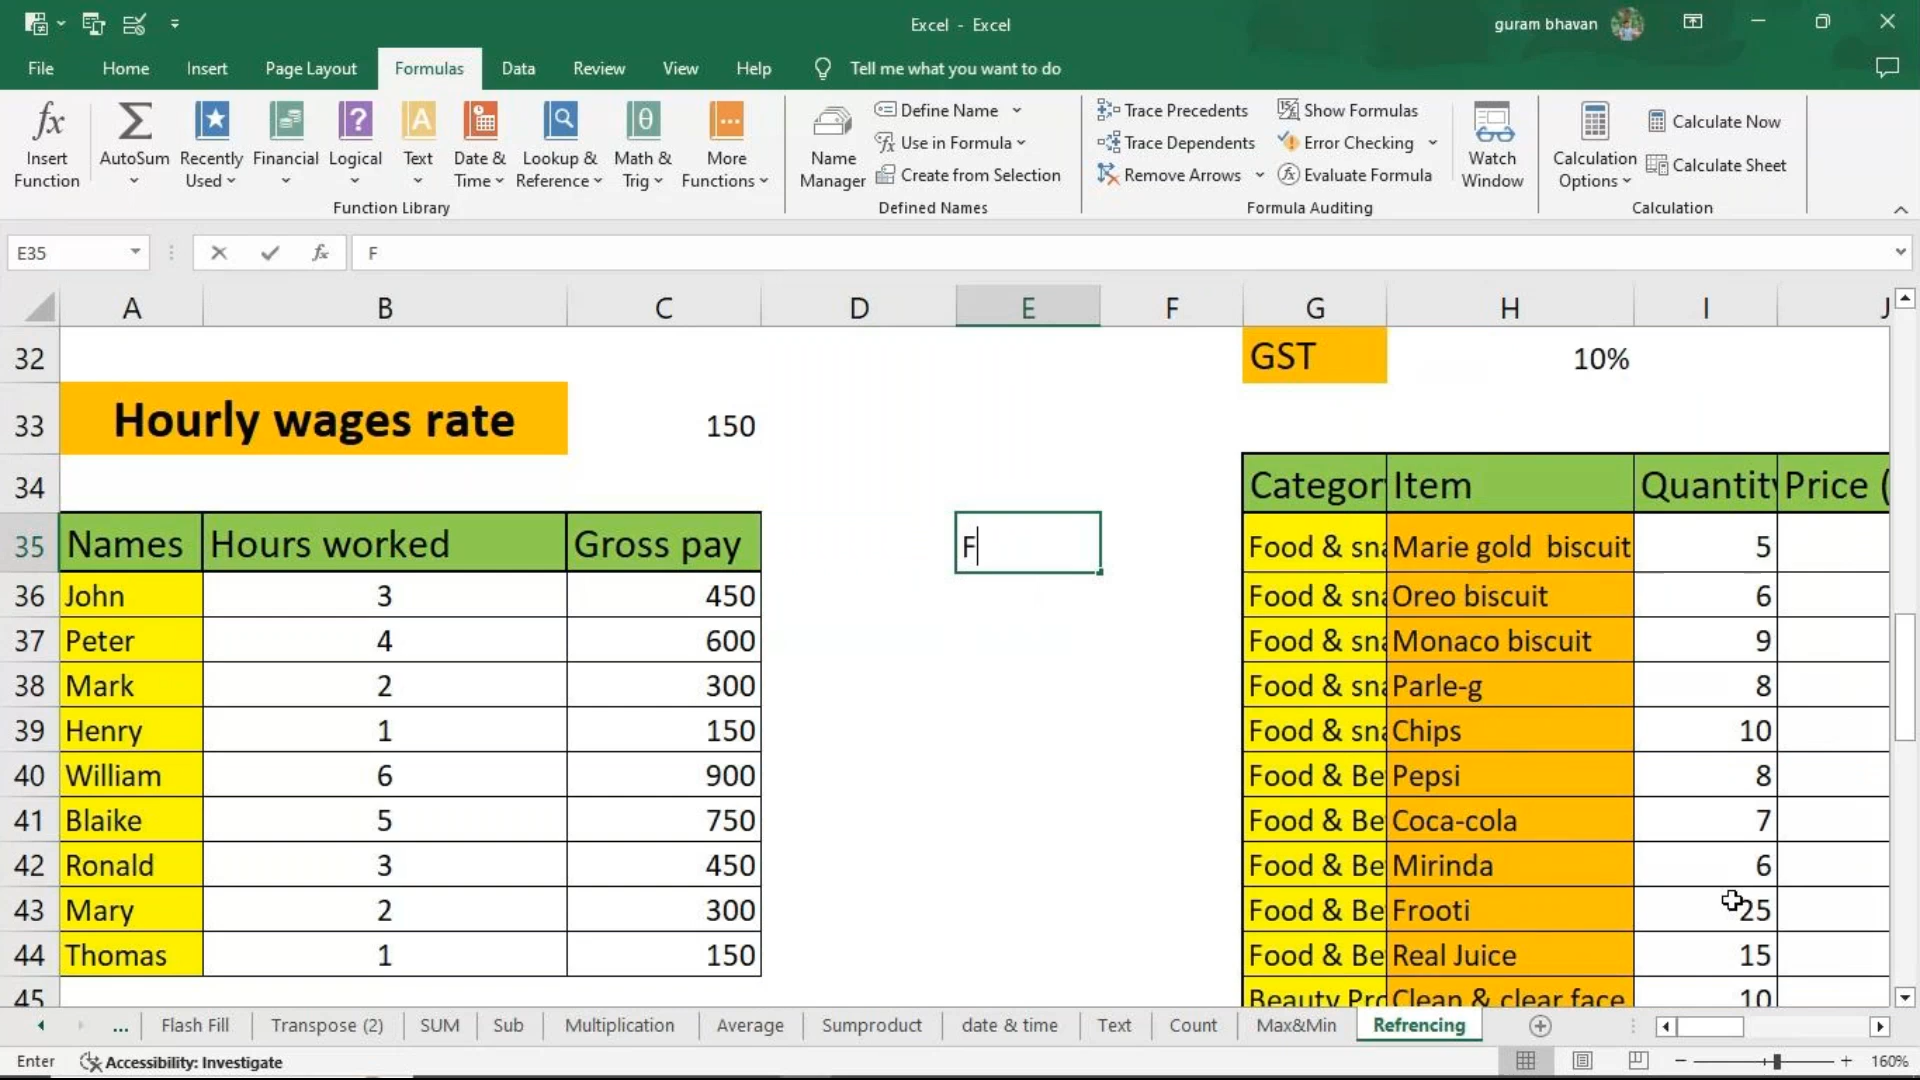 Excel - Excel
guram bhavan
File Home Insert Page Layout Formulas Data Review View Help Tell me what you want to do
fx
Insert Function
AutoSum
Recently Used
Financial
Logical
Text
Date & Time
Lookup & Reference
Math & Trig
More Functions
Function Library
Name Manager
Define Name
Use in Formula
Create from Selection
Defined Names
Trace Precedents
Trace Dependents
Remove Arrows
Show Formulas
Error Checking
Evaluate Formula
Formula Auditing
Watch Window
Calculation Options
Calculate Now
Calculate Sheet
Calculation
E35 fx F
A B C D E F G H I J
32 GST 10%
33 Hourly wages rate 150
34 Categor Item Quantity Price (
35 Names Hours worked Gross pay F Food & sna Marie gold biscuit 5
36 John 3 450 Food & sna Oreo biscuit 6
37 Peter 4 600 Food & sna Monaco biscuit 9
38 Mark 2 300 Food & sna Parle-g 8
39 Henry 1 150 Food & sna Chips 10
40 William 6 900 Food & Be Pepsi 8
41 Blaike 5 750 Food & Be Coca-cola 7
42 Ronald 3 450 Food & Be Mirinda 6
43 Mary 2 300 Food & Be Frooti 25
44 Thomas 1 150 Food & Be Real Juice 15
45 Beauty Pro Clean & clear face 10
... Flash Fill Transpose (2) SUM Sub Multiplication Average Sumproduct date & time Text Count Max&Min Refrencing
Enter Accessibility: Investigate 160%